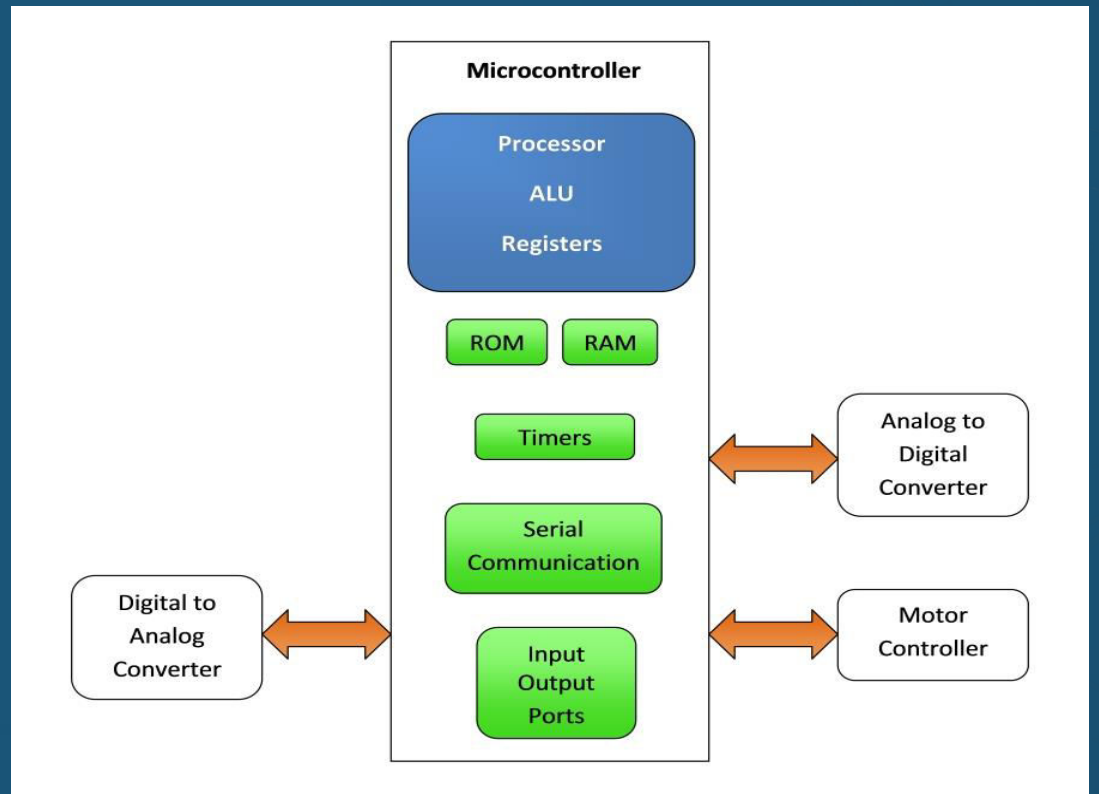 Microcontroller
Processor
ALU
Registers
ROM
RAM
Timers
Serial
Communication
Input
Output
Ports
Analog to
Digital
Converter
Digital to
Analog
Converter
Motor
Controller